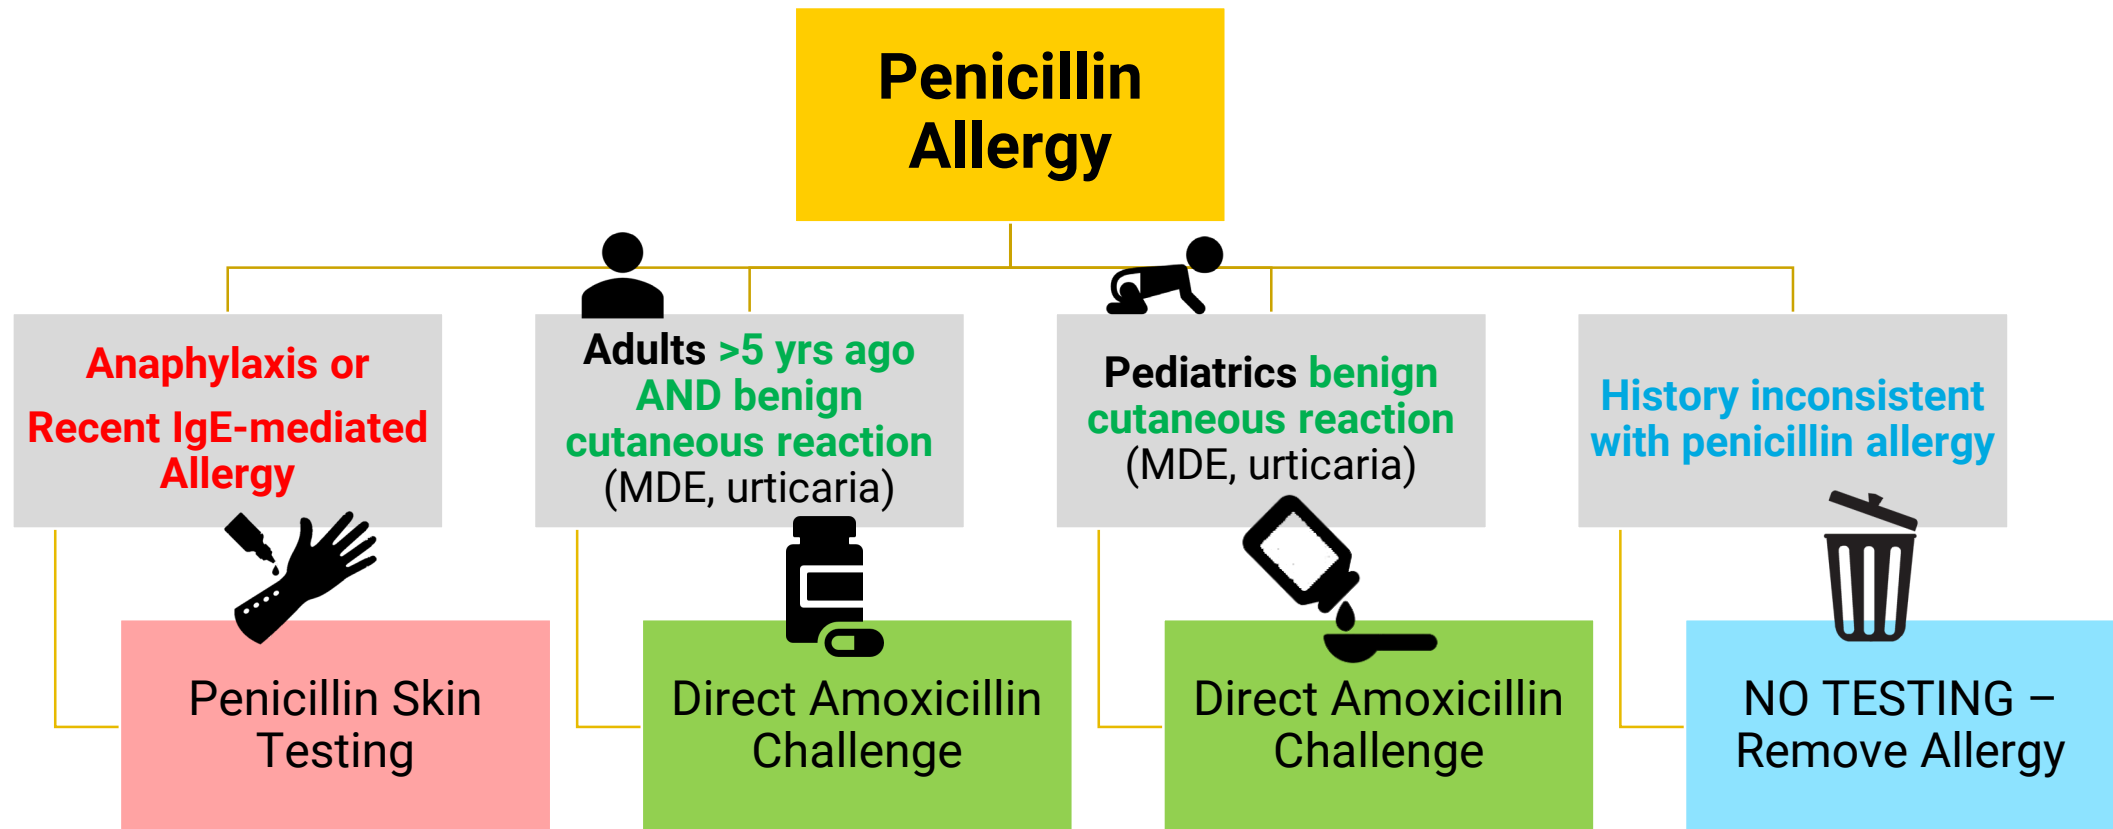 Penicillin
Allergy
Anaphylaxis or
Recent IgE-mediated
Allergy
Adults >5 yrs ago
AND benign
cutaneous reaction
(MDE, urticaria)
Pediatrics benign
cutaneous reaction
(MDE, urticaria)
History inconsistent
with penicillin allergy
Penicillin Skin
Testing
Direct Amoxicillin
Challenge
Direct Amoxicillin
Challenge
NO TESTING –
Remove Allergy